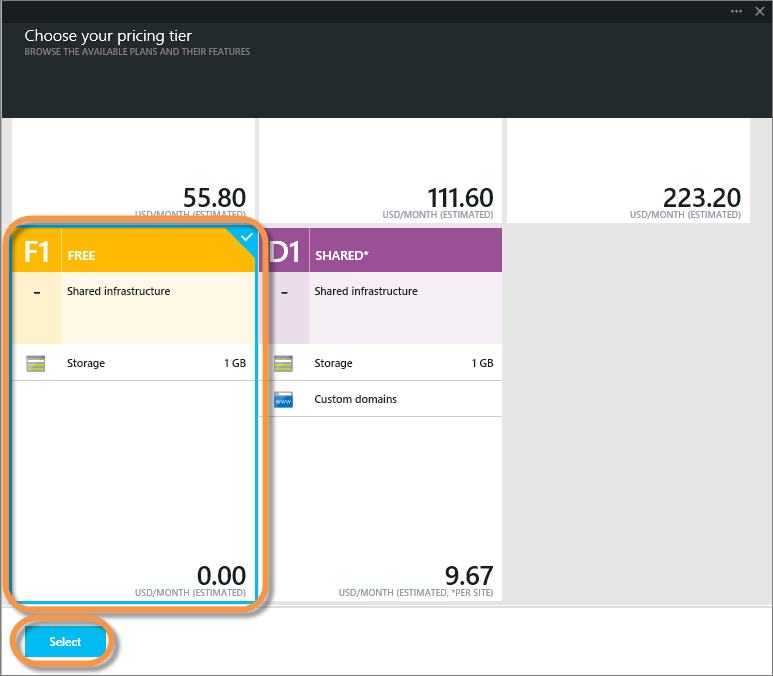 Choose your pricing tier
BROWSE THE AVAILABLE PLANS AND THEIR FEATURES
55.80
USD/MONTH (ESTIMATED)
111.60
USD/MONTH (ESTIMATED)
223.20
USD/MONTH (ESTIMATED)
F1 FREE
- Shared infrastructure
Storage 1 GB
0.00
USD/MONTH (ESTIMATED)
D1 SHARED*
- Shared infrastructure
Storage 1 GB
www Custom domains
9.67
USD/MONTH (ESTIMATED, *PER SITE)
Select